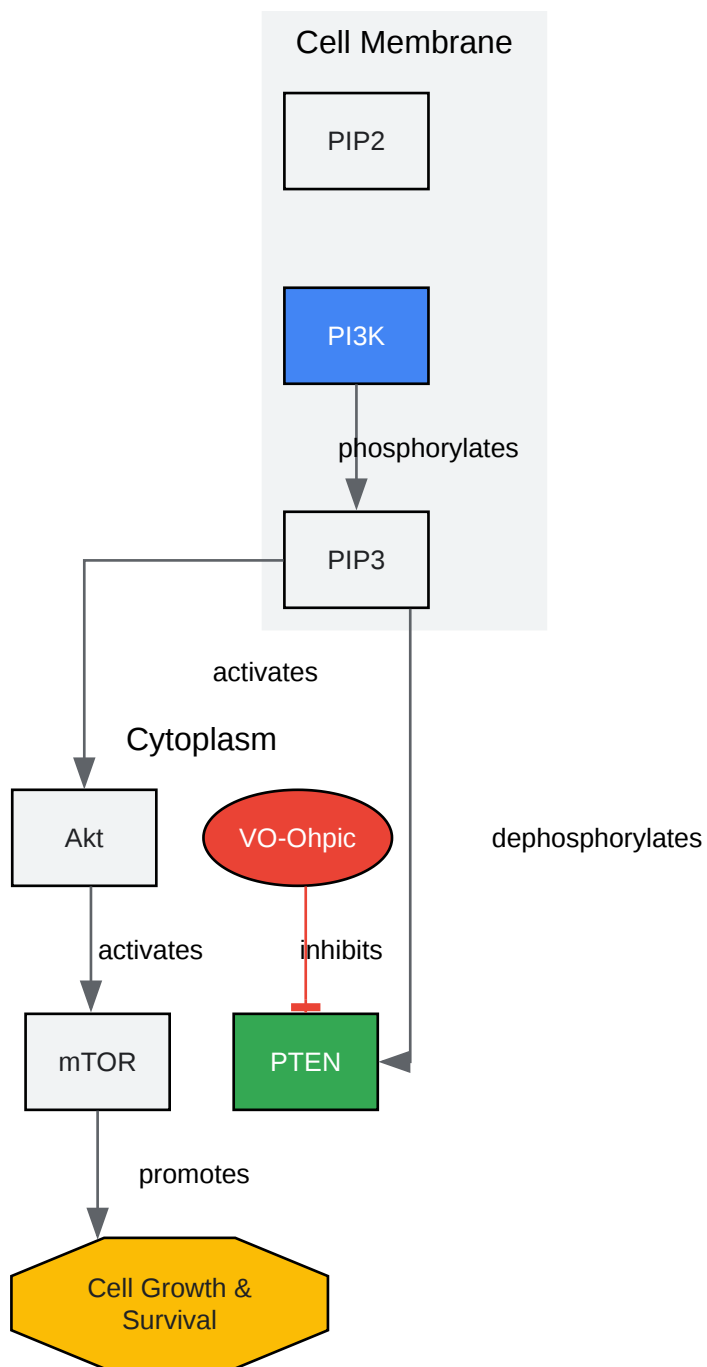 Cell Membrane
PIP2
PI3K
phosphorylates
PIP3
activates
Cytoplasm
Akt
VO-Ohpic
dephosphorylates
activates
inhibits
mTOR
PTEN
promotes
Cell Growth &
Survival